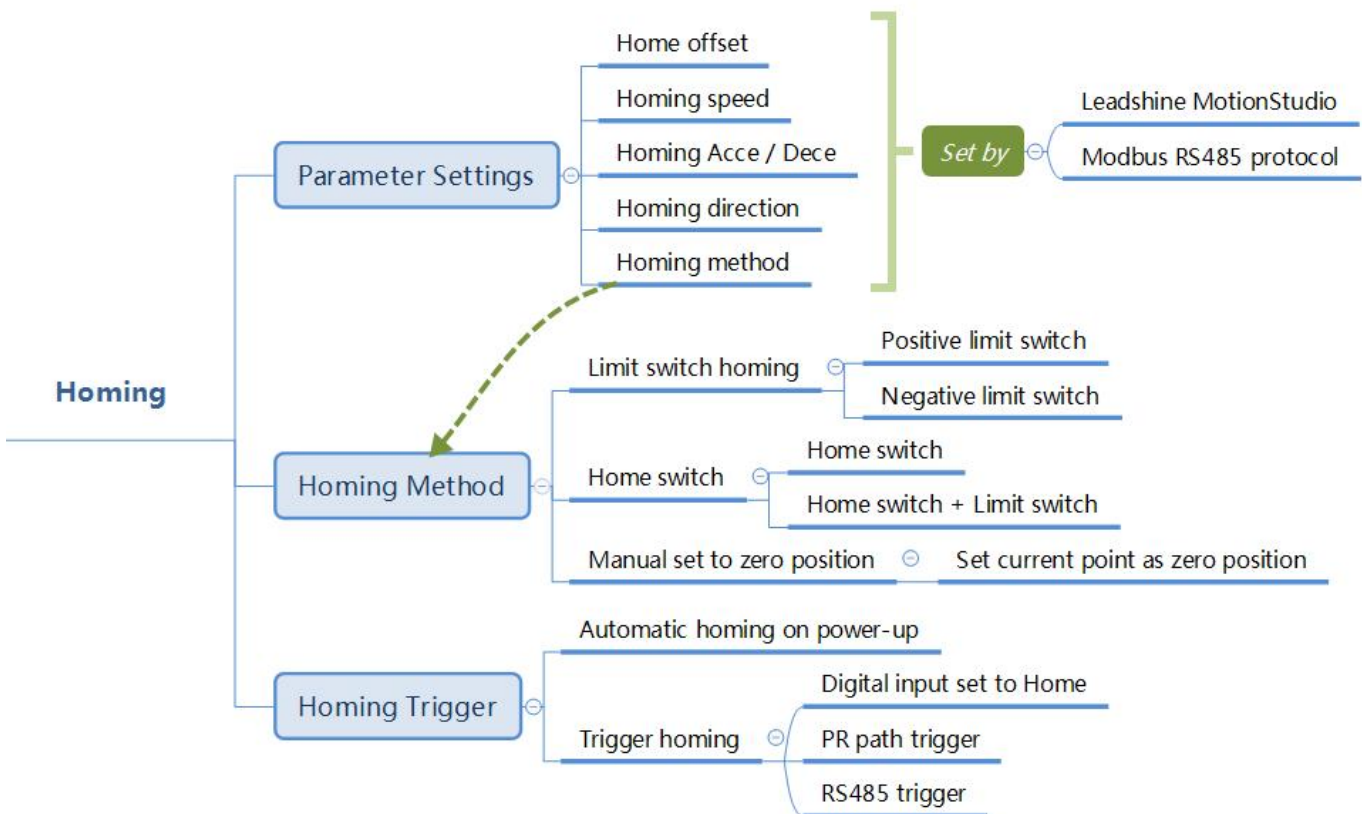 Homing
Parameter Settings
Home offset
Homing speed
Homing Acce / Dece
Homing direction
Homing method
Set by
Leadshine MotionStudio
Modbus RS485 protocol
Homing Method
Limit switch homing
Positive limit switch
Negative limit switch
Home switch
Home switch
Home switch + Limit switch
Manual set to zero position
Set current point as zero position
Homing Trigger
Automatic homing on power-up
Trigger homing
Digital input set to Home
PR path trigger
RS485 trigger